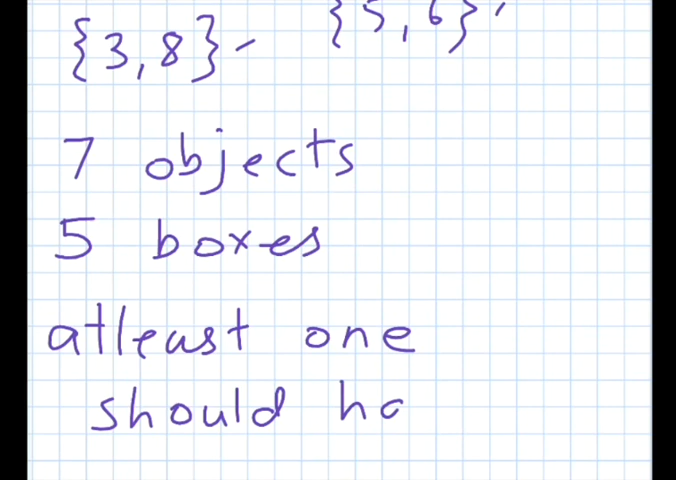 {3,8} - {5,6}
7 objects
5 boxes
atleast one
should ha